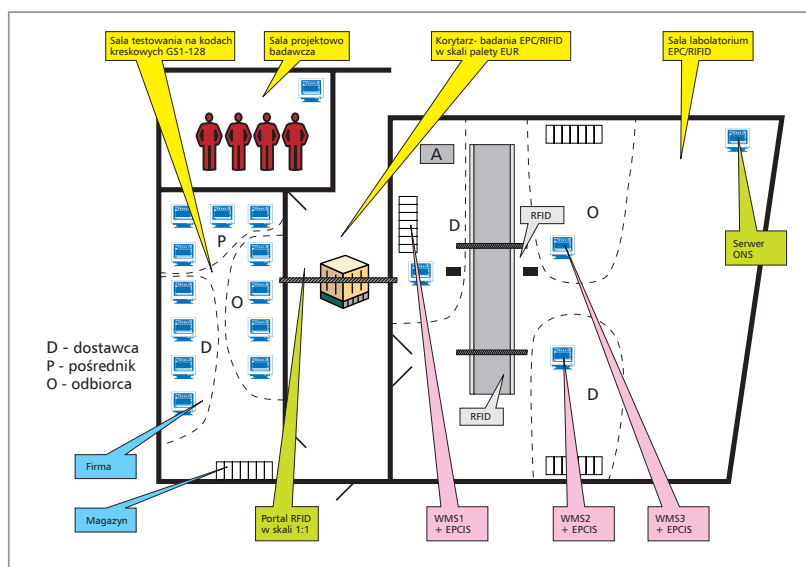 Sala testowania na kodach
kreskowych GS1-128
Sala projektowo
badawcza
Korytarz- badania EPC/RIFID
w skali palety EUR
Sala labolatorium
EPC/RIFID
A
D
O
RFID
P
O
D
Serwer
ONS
D - dostawca
P - pośrednik
O - odbiorca
D
RFID
Firma
Magazyn
Portal RFID
w skali 1:1
WMS1
+ EPCIS
WMS2
+ EPCIS
WMS3
+ EPCIS